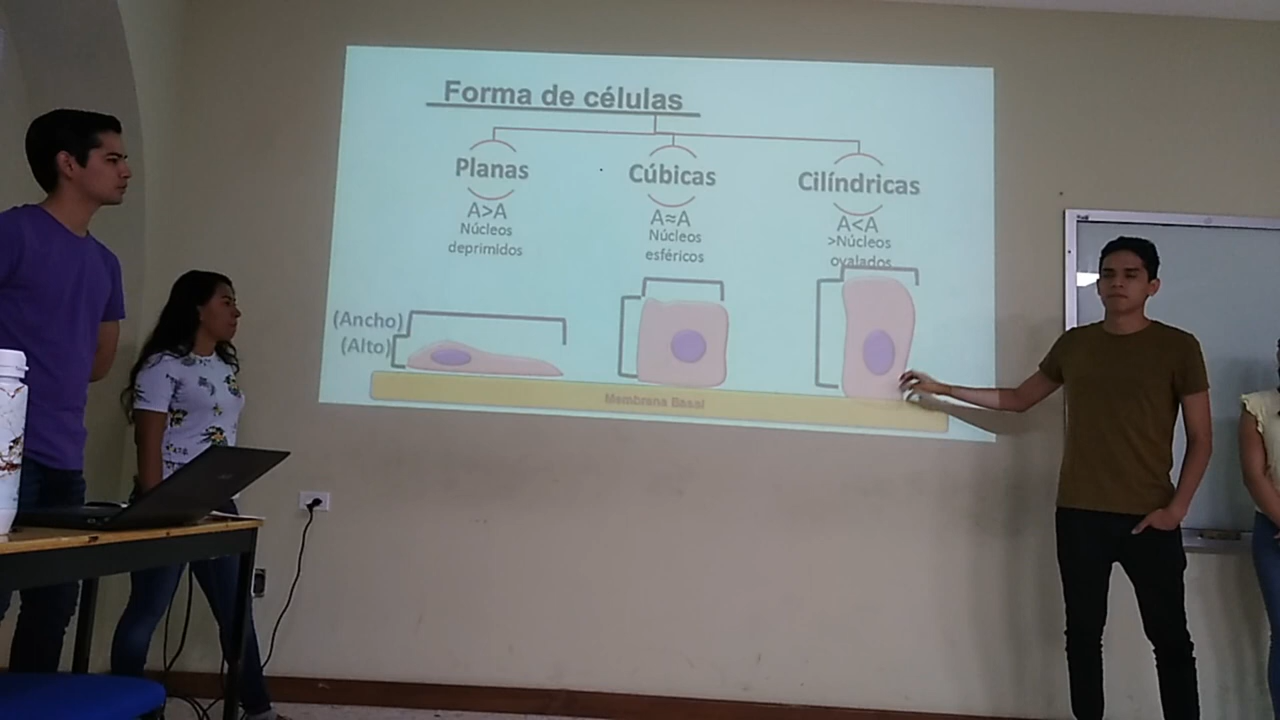 Forma de células
Planas
A>A
Núcleos
deprimidos
Cúbicas
A≈A
Núcleos
esféricos
Cilíndricas
A<A
>Núcleos
ovalados
(Ancho)
(Alto)
Membrana Basal